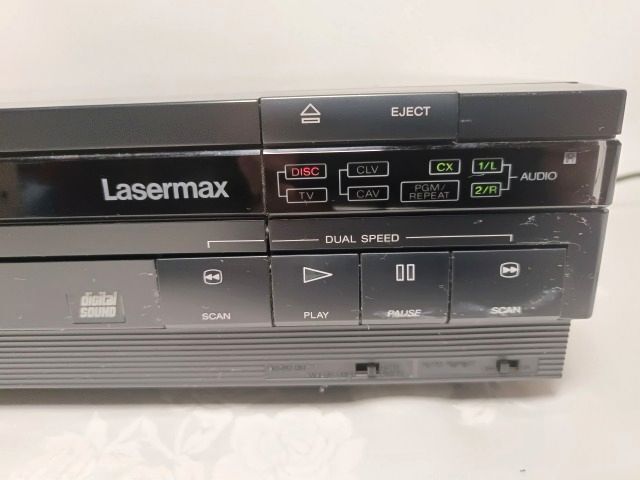 EJECT
Lasermax
DISC CLV CX 1/L
TV CAV PGM/ REPEAT 2/R AUDIO
DUAL SPEED
digital SOUND
SCAN PLAY PAUSE SCAN